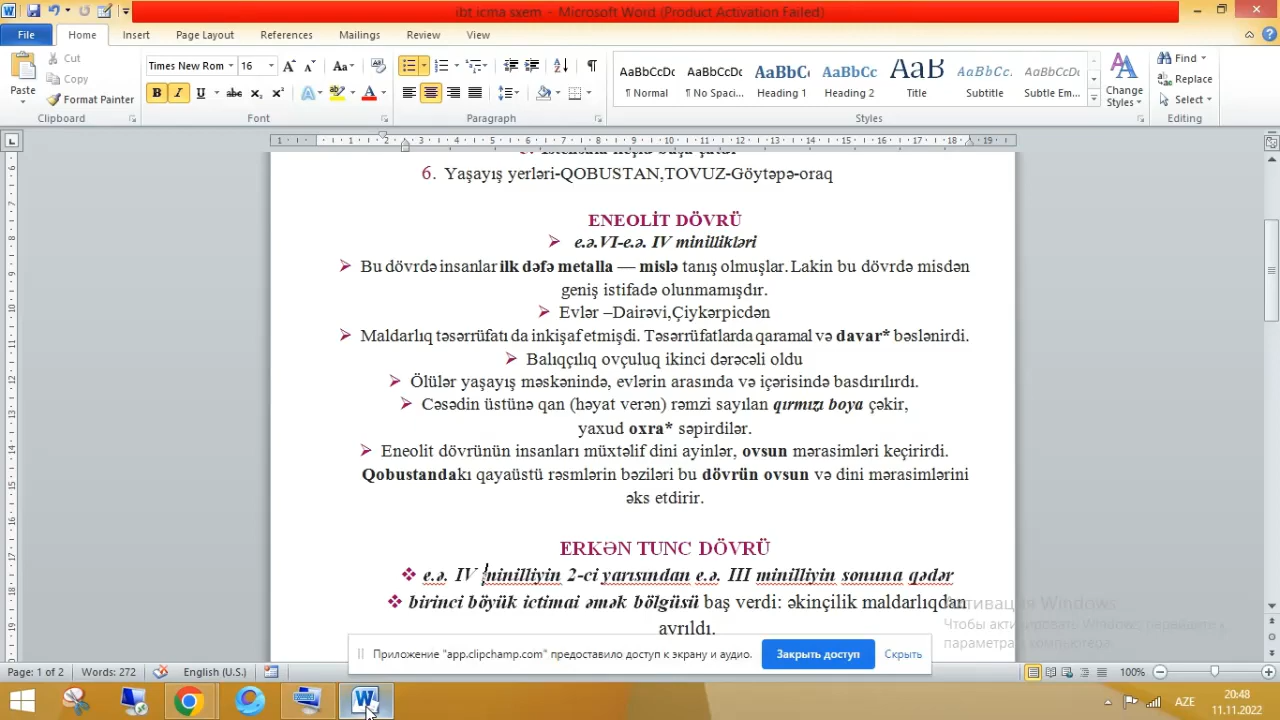 ibt icma sxem - Microsoft Word (Product Activation Failed)
File Home Insert Page Layout References Mailings Review View
Paste
Cut
Copy
Format Painter
Clipboard
Times New Rom 16
Font
Paragraph
AaBbCcDc AaBbCcDc AaBbC AaBbCc AaB AaBbCc. AaBbCcDc
¶ Normal ¶ No Spaci... Heading 1 Heading 2 Title Subtitle Subtle Em...
Styles
Change Styles
Find
Replace
Select
Editing
6. Yaşayış yerləri-QOBUSTAN,TOVUZ-Göytəpə-oraq
ENEOLİT DÖVRÜ
e.ə.VI-e.ə. IV minillikləri
Bu dövrdə insanlar ilk dəfə metalla — mislə tanış olmuşlar. Lakin bu dövrdə misdən
geniş istifadə olunmamışdır.
Evlər –Dairəvi,Çiykərpicdən
Maldarlıq təsərrüfatı da inkişaf etmişdi. Təsərrüfatlarda qaramal və davar* bəslənirdi.
Balıqçılıq ovçuluq ikinci dərəcəli oldu
Ölülər yaşayış məskənində, evlərin arasında və içərisində basdırılırdı.
Cəsədin üstünə qan (həyat verən) rəmzi sayılan qırmızı boya çəkir,
yaxud oxra* səpirdilər.
Eneolit dövrünün insanları müxtəlif dini ayinlər, ovsun mərasimləri keçirirdi.
Qobustandakı qayaüstü rəsmlərin bəziləri bu dövrün ovsun və dini mərasimlərini
əks etdirir.
ERKƏN TUNC DÖVRÜ
e.ə. IV minilliyin 2-ci yarısından e.ə. III minilliyin sonuna qədər
birinci böyük ictimai əmək bölgüsü baş verdi: əkinçilik maldarlıqdan
ayrıldı.
Активация Windows
Чтобы активировать Windows, перейдите в
параметры компьютера.
Приложение "app.clipchamp.com" предоставило доступ к экрану и аудио. Закрыть доступ Скрыть
Page: 1 of 2 Words: 272 English (U.S.) 100%
AZE
20:48
11.11.2022